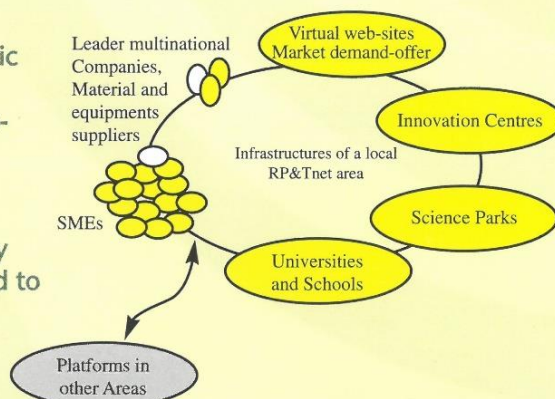 ic
-
y
d to
Leader multinational
Companies,
Material and
equipments
suppliers
Virtual web-sites
Market demand-offer
Innovation Centres
Infrastructures of a local
RP&Tnet area
Science Parks
SMEs
Universities
and Schools
Platforms in
other Areas